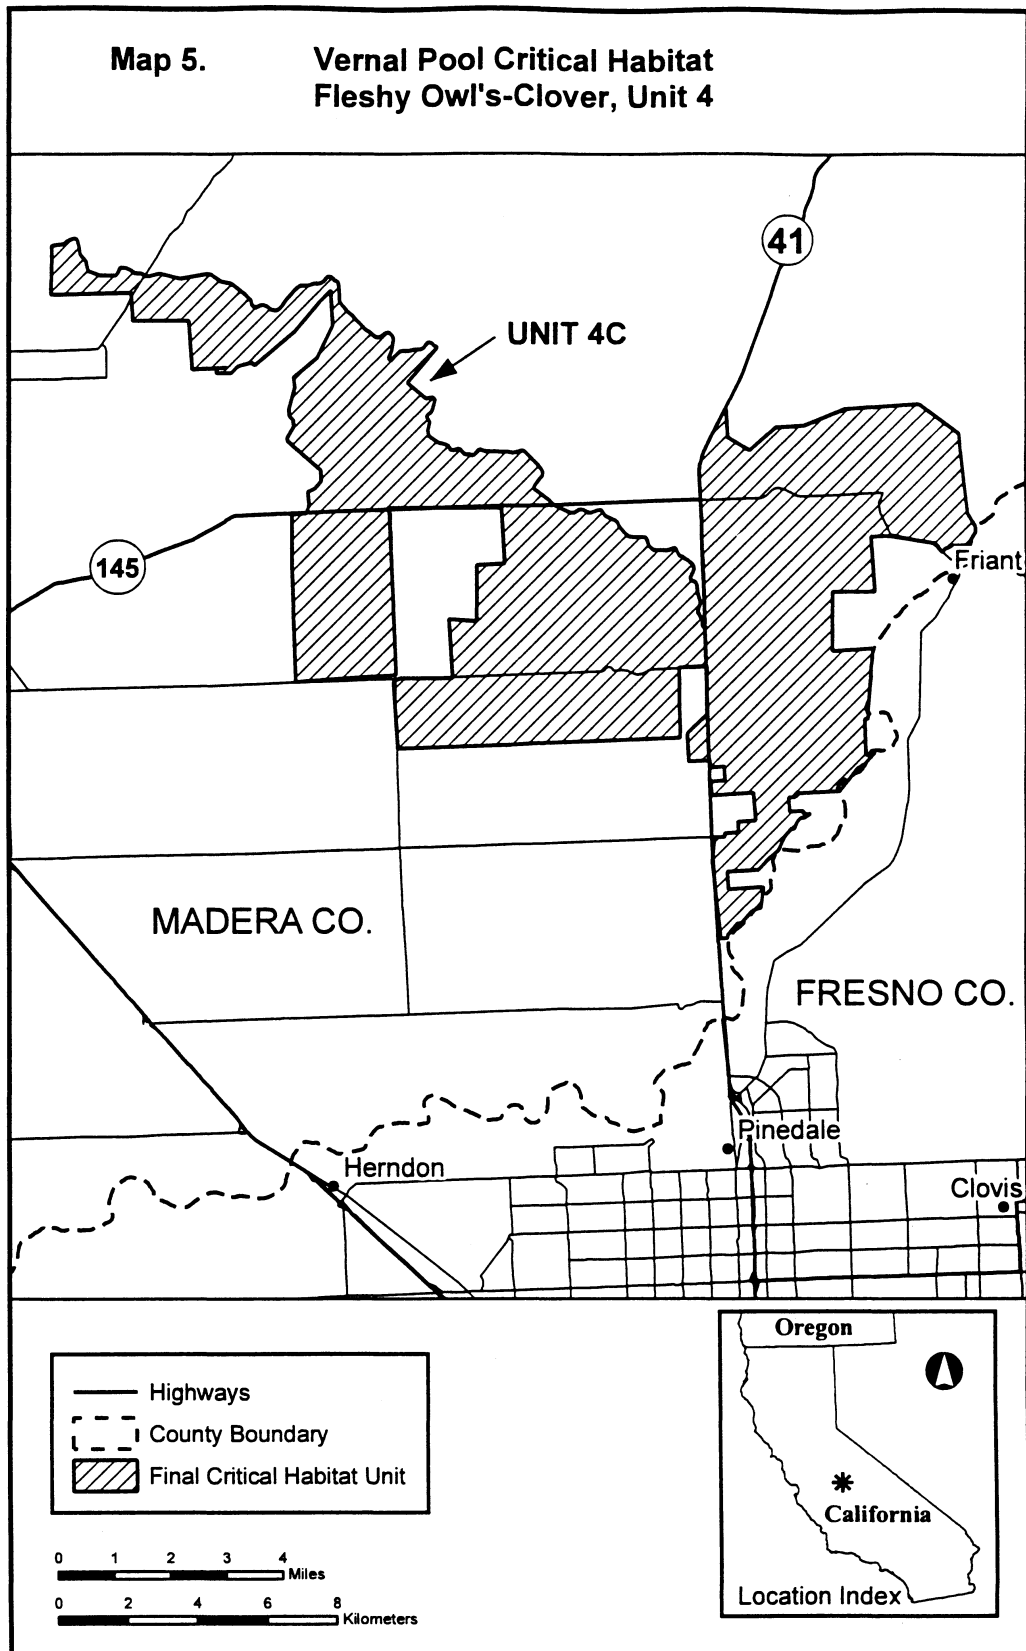 Map 5. Vernal Pool Critical Habitat
Fleshy Owl's-Clover, Unit 4
41
UNIT 4C
145
Friant
MADERA CO.
FRESNO CO.
Pinedale
Herndon
Clovis
Highways
County Boundary
Final Critical Habitat Unit
0 1 2 3 4
Miles
0 2 4 6 8
Kilometers
Oregon
California
Location Index